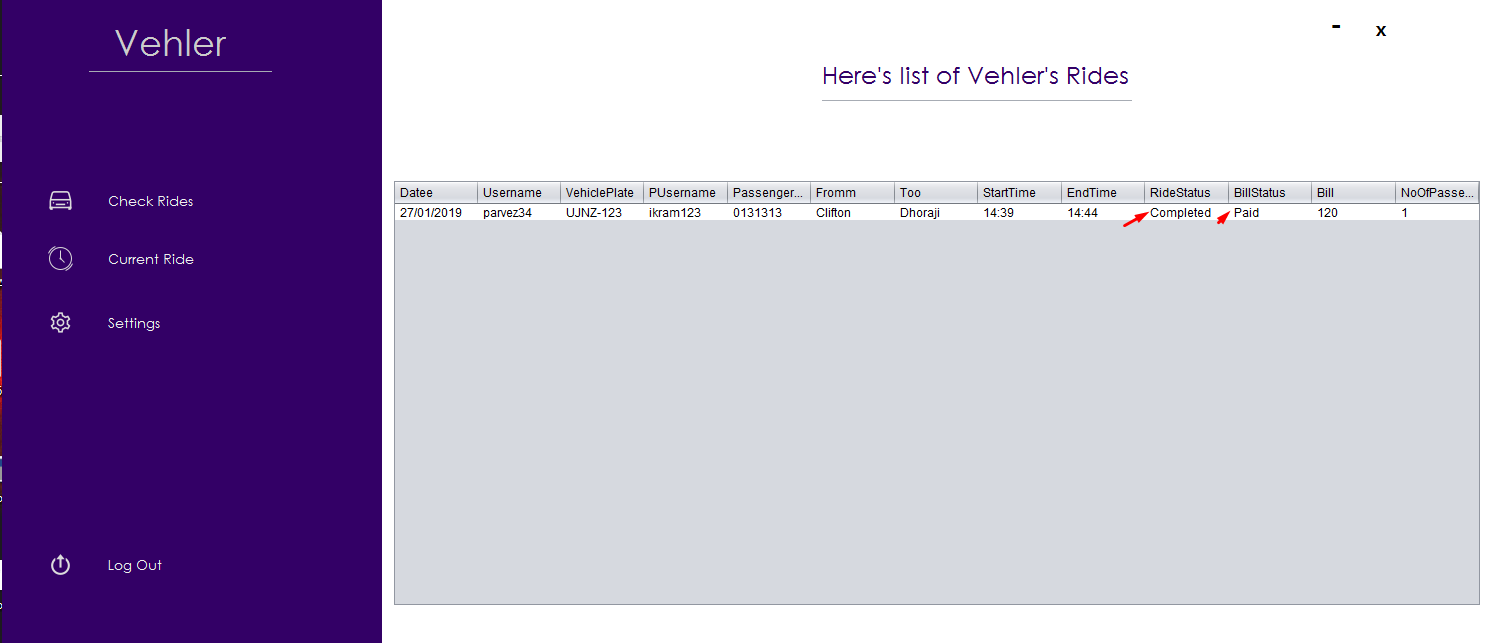 Vehler
- x
Here's list of Vehler's Rides
Check Rides
Current Ride
Settings
Log Out
Datee Username VehiclePlate PUsername Passenger... Fromm Too StartTime EndTime RideStatus BillStatus Bill NoOfPasse...
27/01/2019 parvez34 UJNZ-123 ikram123 0131313 Clifton Dhoraji 14:39 14:44 Completed Paid 120 1